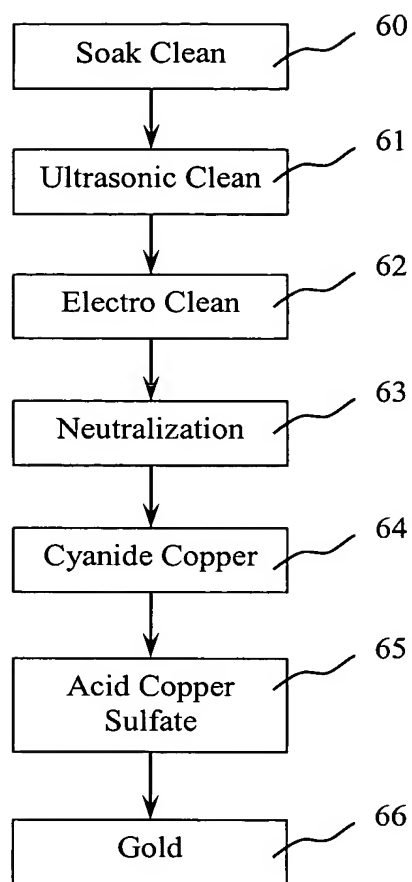 60
Soak Clean
61
Ultrasonic Clean
62
Electro Clean
63
Neutralization
64
Cyanide Copper
65
Acid Copper
Sulfate
66
Gold